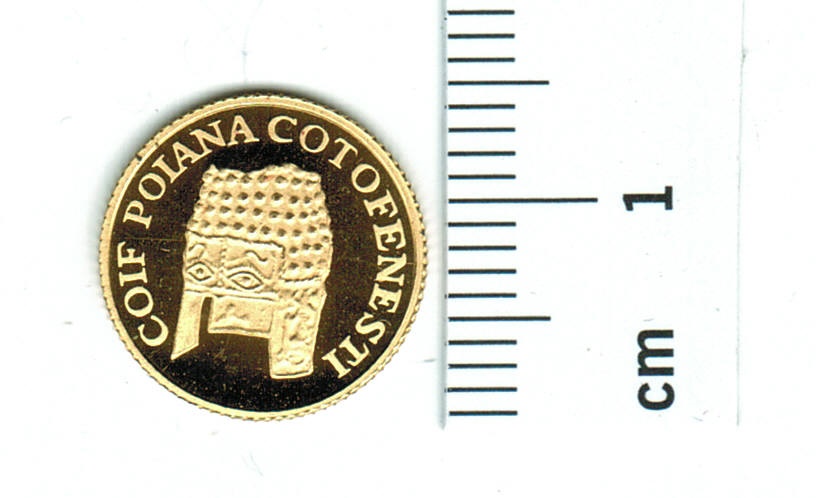 COIF POIANA COTOFENESTI
1
cm